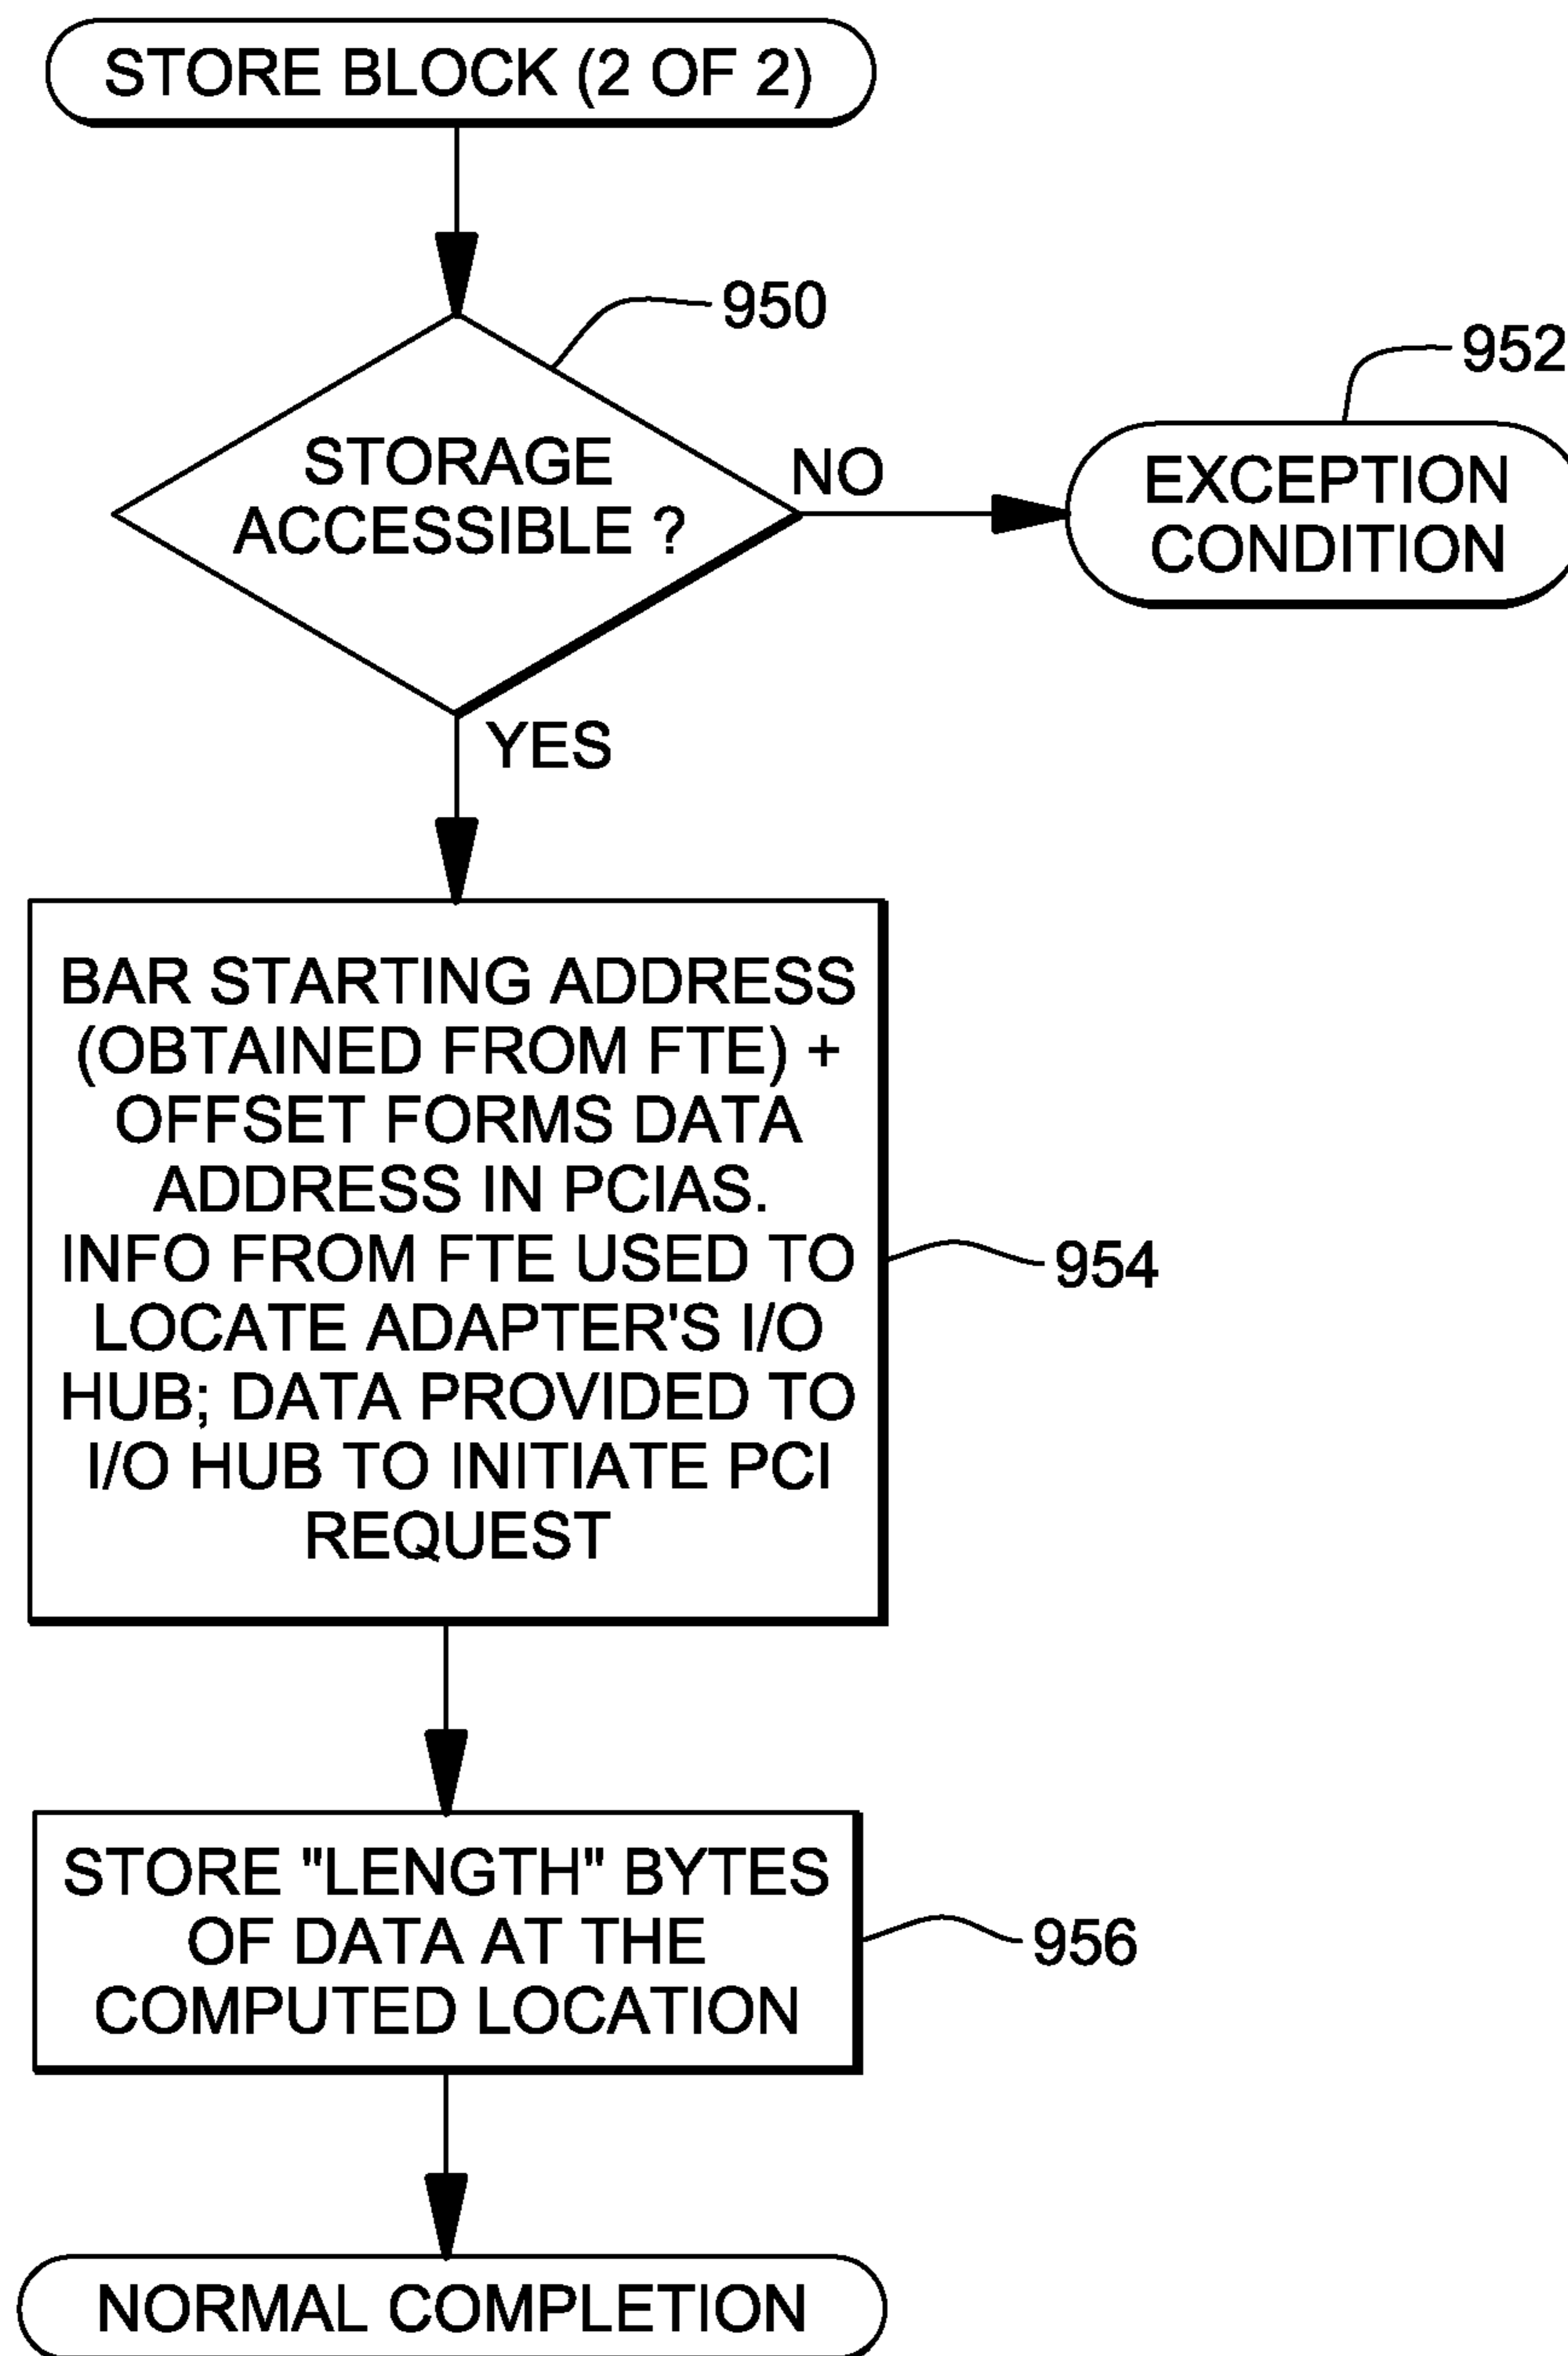 STORE BLOCK (2 OF 2)
950
952
STORAGE
ACCESSIBLE ?
NO
EXCEPTION
CONDITION
YES
BAR STARTING ADDRESS
(OBTAINED FROM FTE) +
OFFSET FORMS DATA
ADDRESS IN PCIAS.
INFO FROM FTE USED TO
LOCATE ADAPTER'S I/O
HUB; DATA PROVIDED TO
I/O HUB TO INITIATE PCI
REQUEST
954
STORE "LENGTH" BYTES
OF DATA AT THE
COMPUTED LOCATION
956
NORMAL COMPLETION